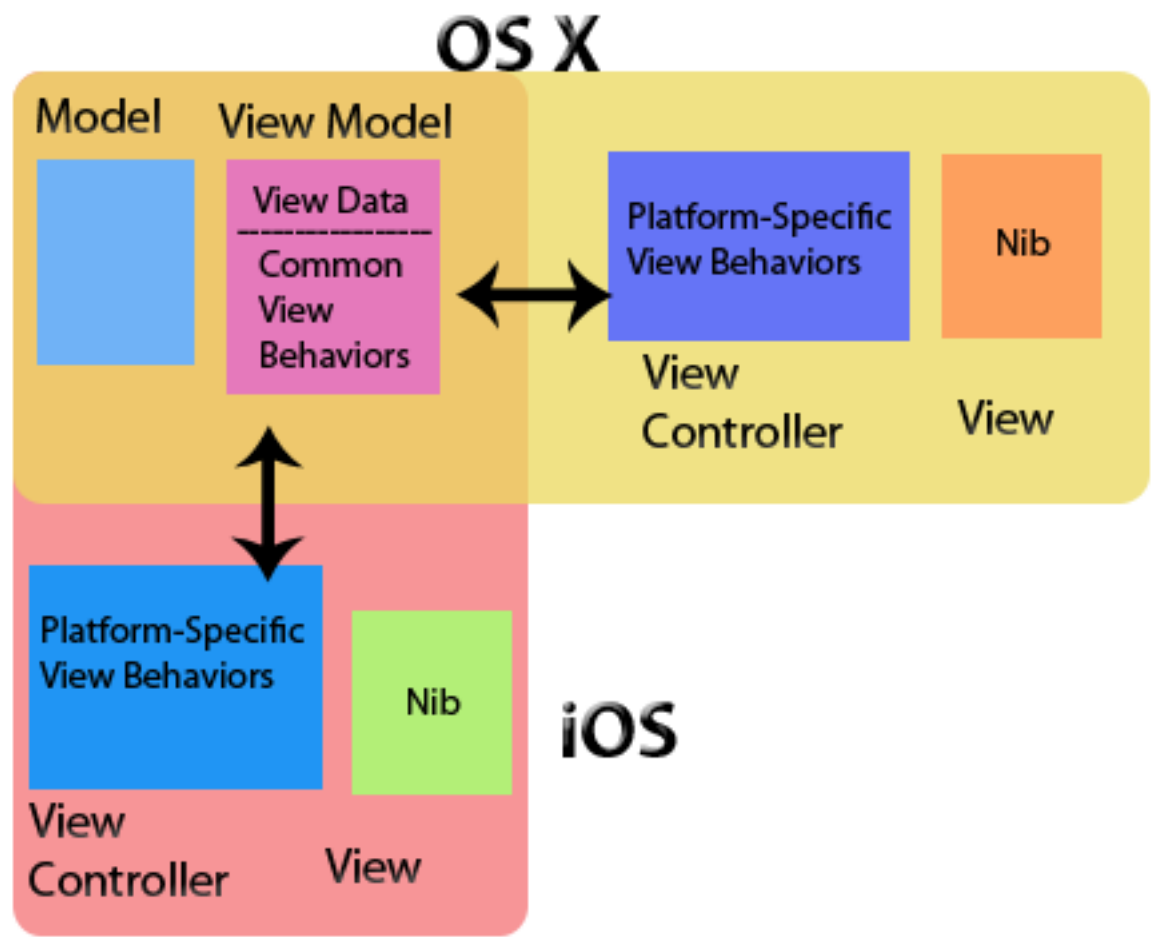 OS X
Model
View Model
View Data
-----------------
Common
View
Behaviors
Platform-Specific
View Behaviors
Nib
View
Controller
View
Platform-Specific
View Behaviors
Nib
iOS
View
Controller
View